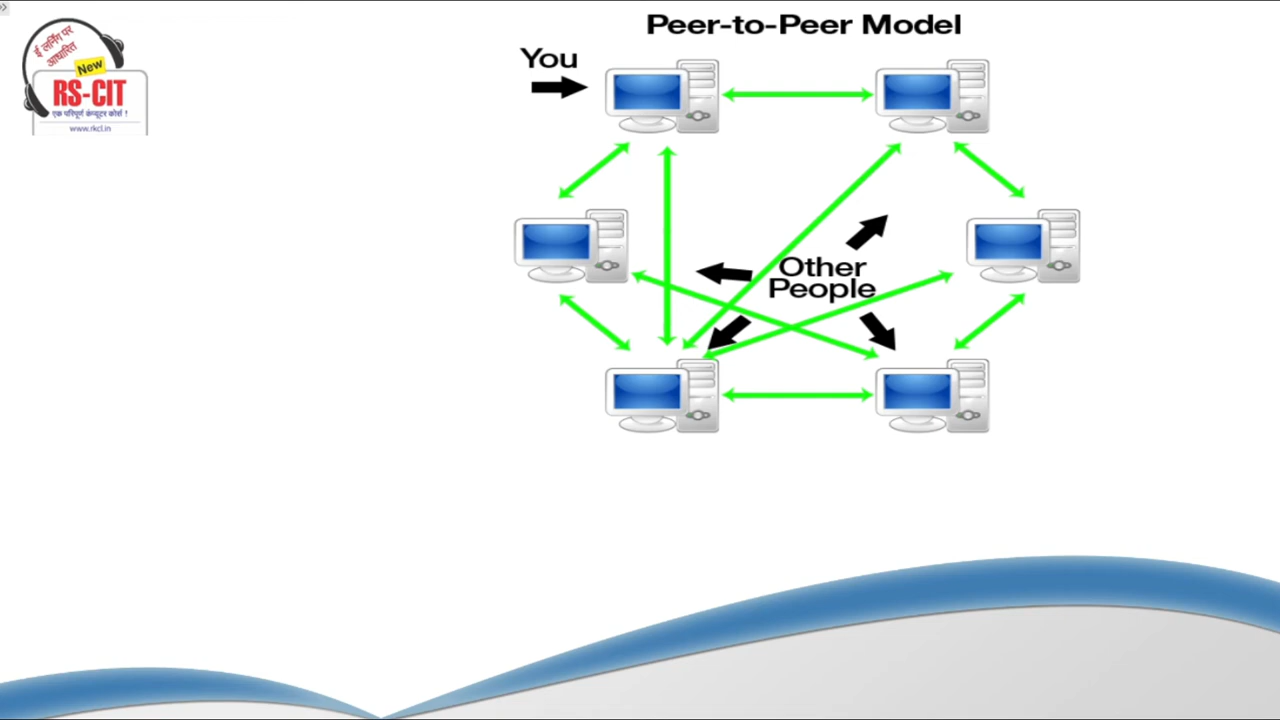 ई लर्निंग पर
आधारित
New
RS-CIT
एक परिपूर्ण कंप्यूटर कोर्स !
www.rkcl.in
Peer-to-Peer Model
You
Other
People